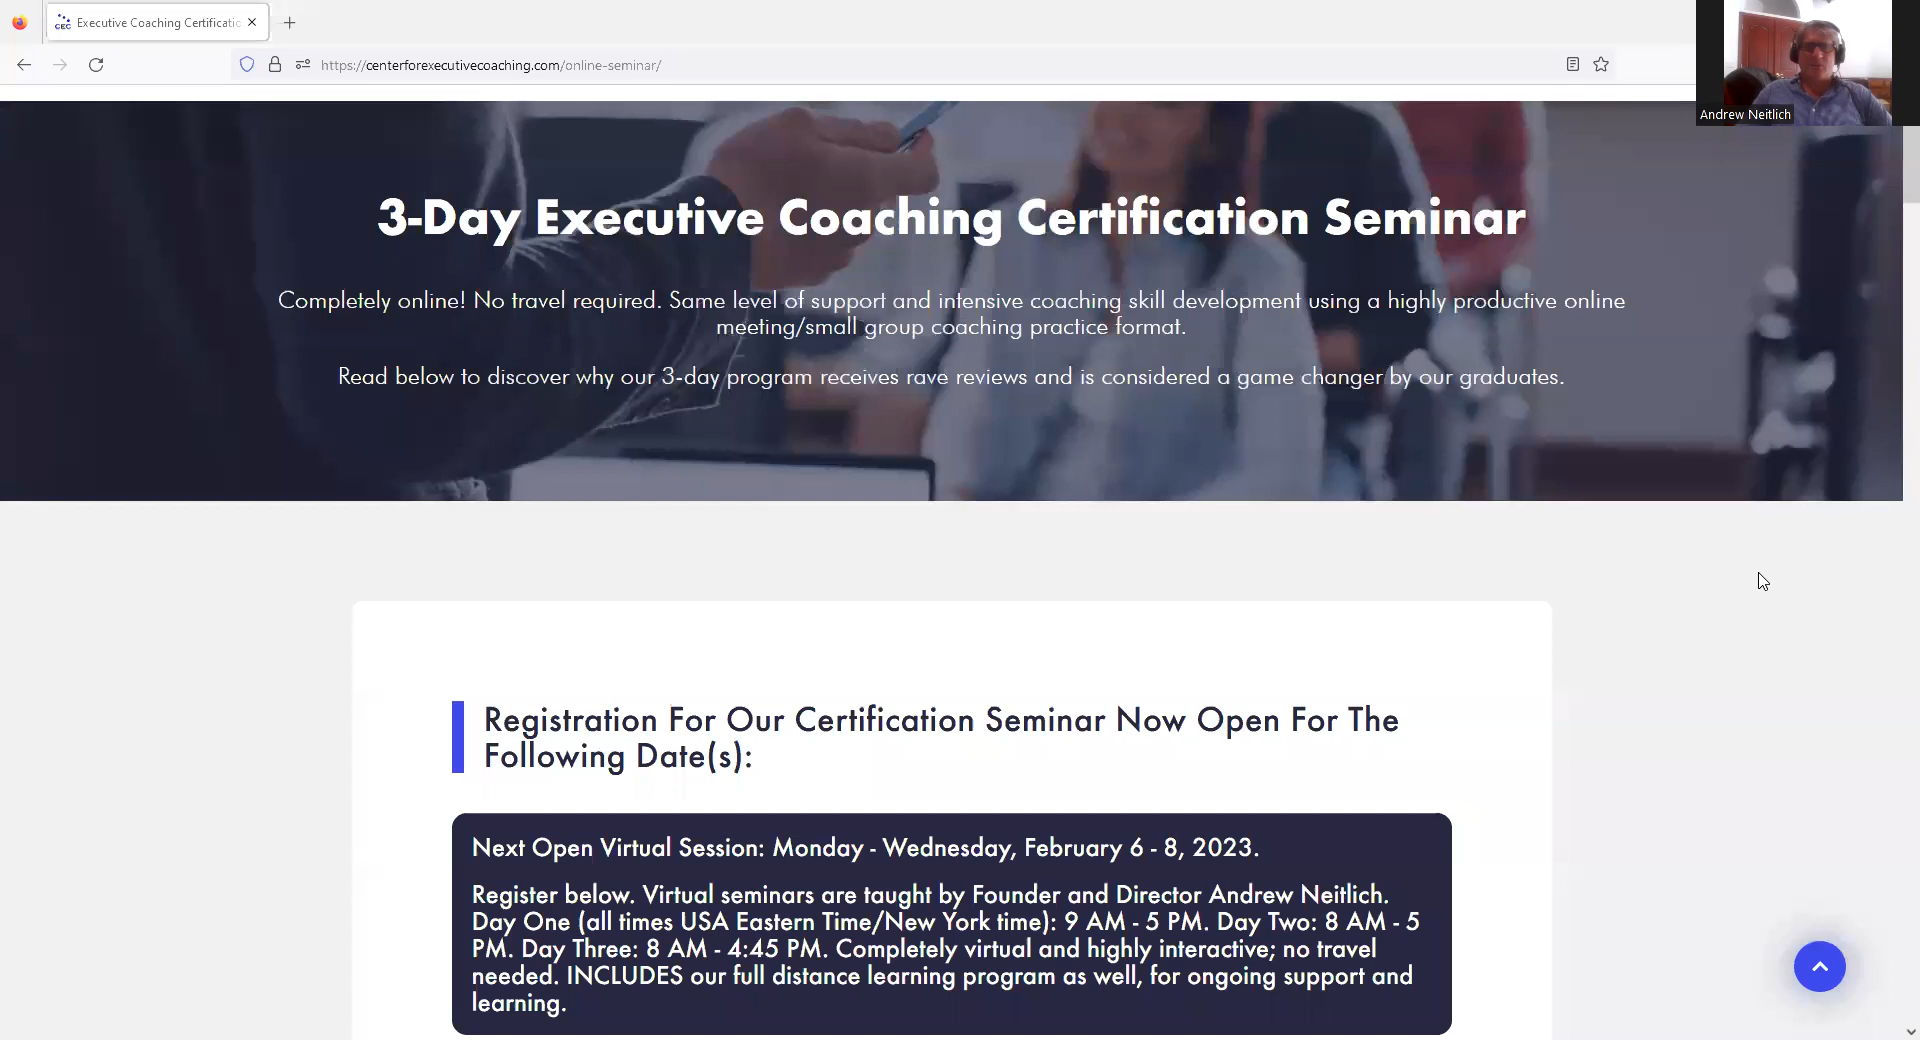 CEC
Executive Coaching Certificatio
https://centerforexecutivecoaching.com/online-seminar/
Andrew Neitlich
3-Day Executive Coaching Certification Seminar
Completely online! No travel required. Same level of support and intensive coaching skill development using a highly productive online
meeting/small group coaching practice format.
Read below to discover why our 3-day program receives rave reviews and is considered a game changer by our graduates.
Registration For Our Certification Seminar Now Open For The
Following Date(s):
Next Open Virtual Session: Monday - Wednesday, February 6 - 8, 2023.
Register below. Virtual seminars are taught by Founder and Director Andrew Neitlich.
Day One (all times USA Eastern Time/New York time): 9 AM - 5 PM. Day Two: 8 AM - 5
PM. Day Three: 8 AM - 4:45 PM. Completely virtual and highly interactive; no travel
needed. INCLUDES our full distance learning program as well, for ongoing support and
learning.